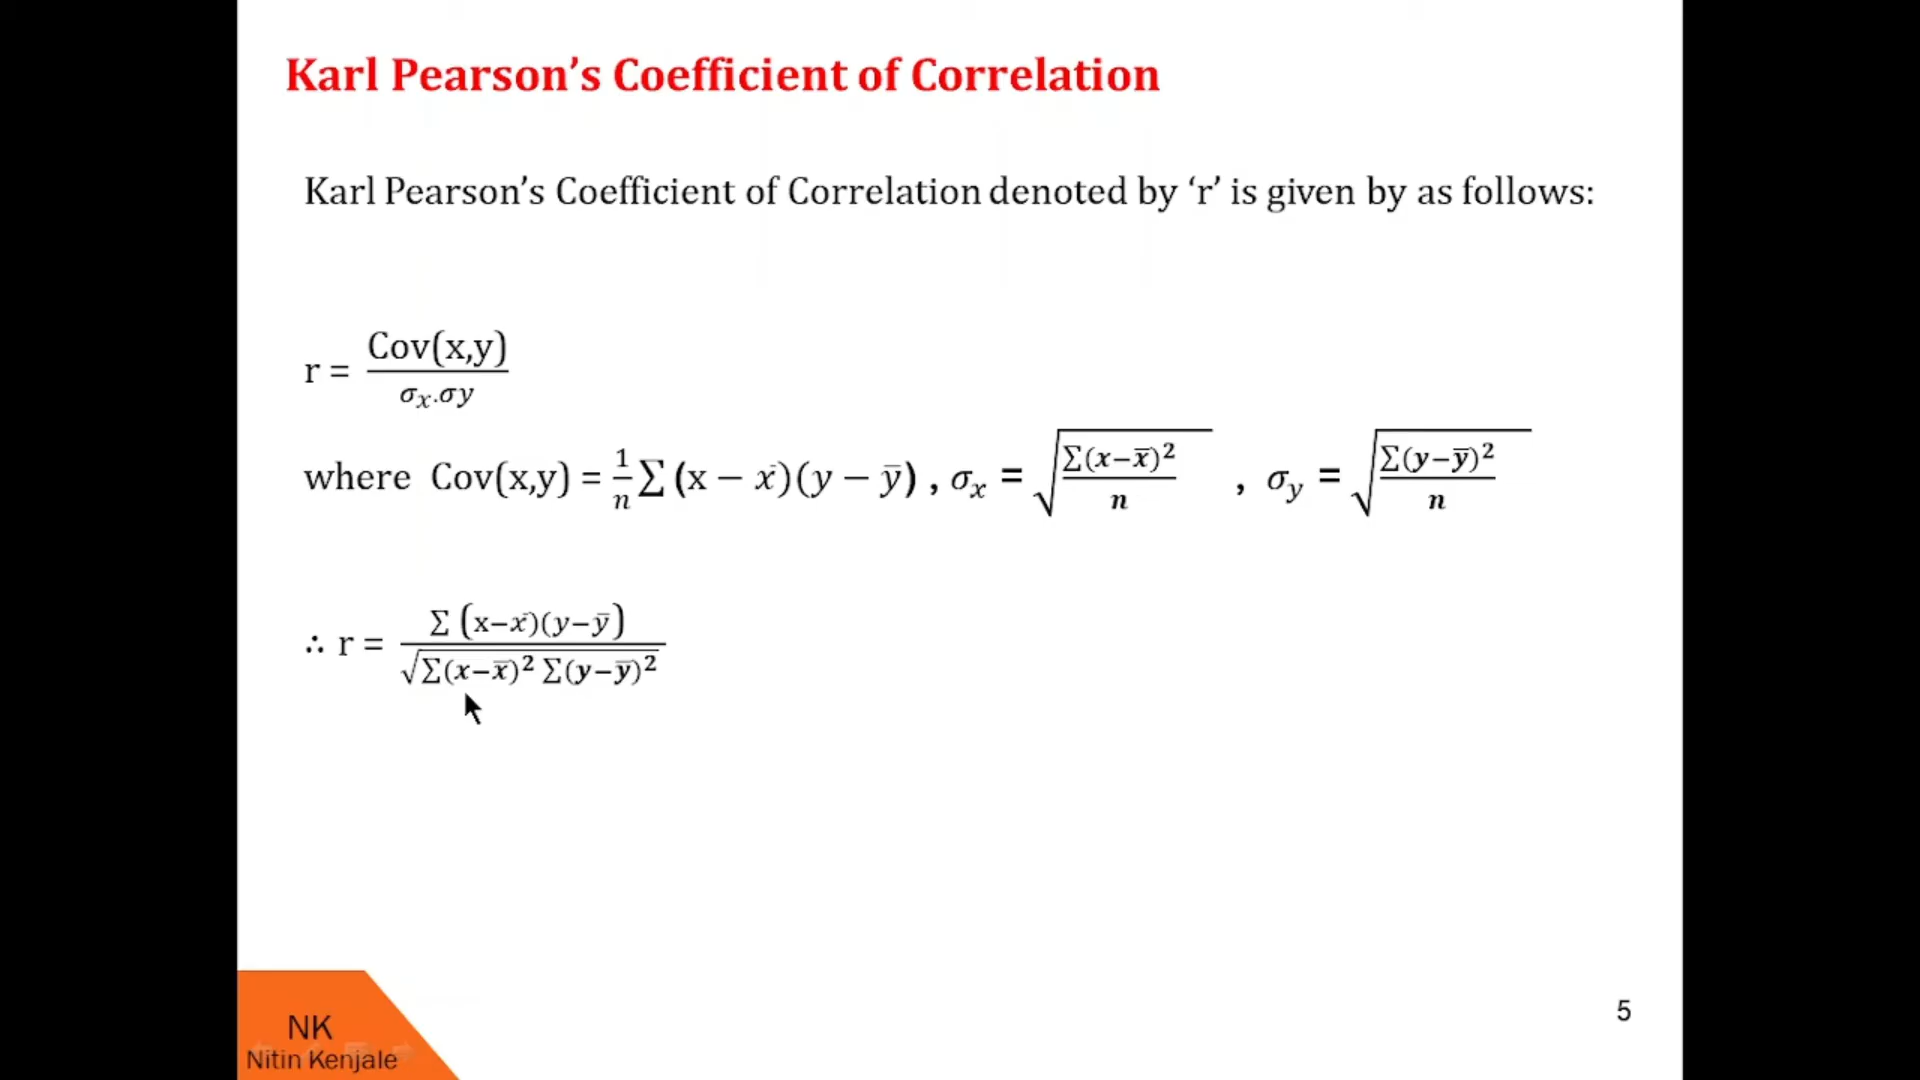 Karl Pearson’s Coefficient of Correlation
Karl Pearson’s Coefficient of Correlation denoted by ‘r’ is given by as follows:
r = Cov(x,y) / σₓ.σy
where Cov(x,y) = 1/n ∑ (x − x̄)(y − ȳ) , σₓ = √(∑(x−x̄)²/n) , σ_y = √(∑(y−ȳ)²/n)
∴ r = ∑ (x−x̄)(y−ȳ) / √(∑(x−x̄)² ∑(y−ȳ)²)
NK
Nitin Kenjale
5